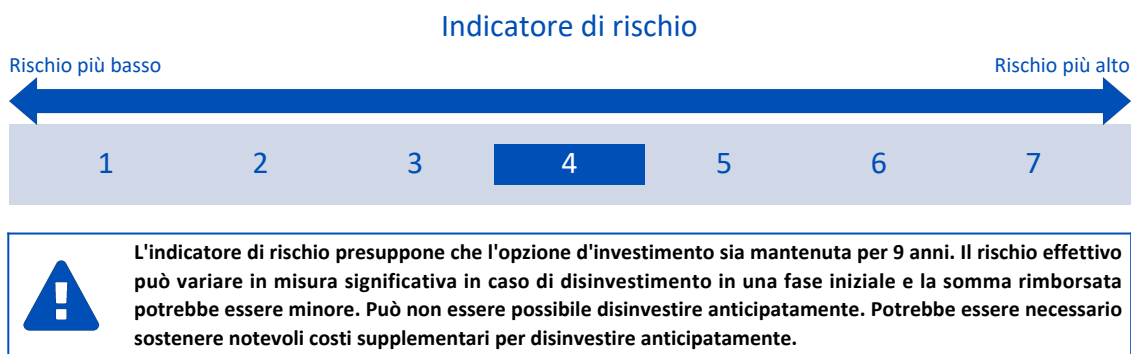 Indicatore di rischio
Rischio più basso Rischio più alto
1 2 3 4 5 6 7
L'indicatore di rischio presuppone che l'opzione d'investimento sia mantenuta per 9 anni. Il rischio effettivo
può variare in misura significativa in caso di disinvestimento in una fase iniziale e la somma rimborsata
potrebbe essere minore. Può non essere possibile disinvestire anticipatamente. Potrebbe essere necessario
sostenere notevoli costi supplementari per disinvestire anticipatamente.